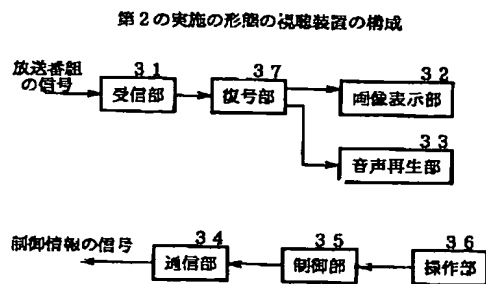 第2の実施の形態の視聴装置の構成
放送番組
の信号
31
受信部
37
復号部
32
画像表示部
33
音声再生部
制御情報の信号
34
通信部
35
制御部
36
操作部